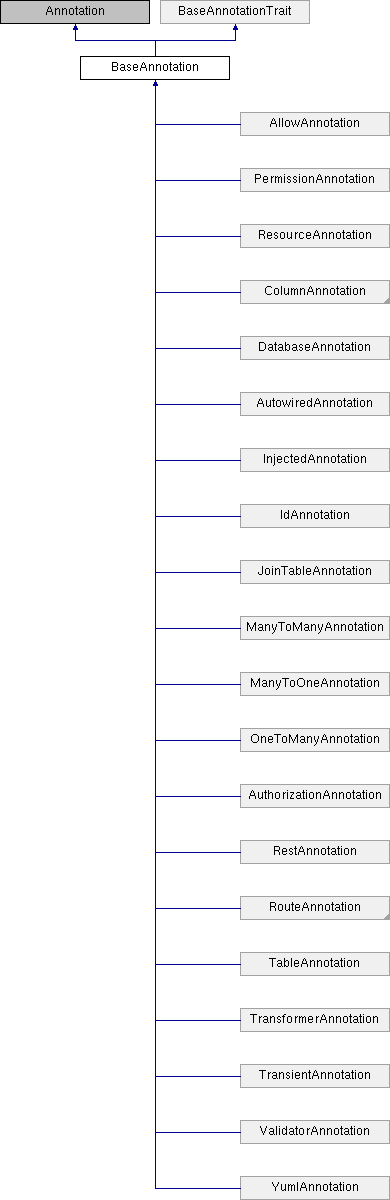 Annotation
BaseAnnotationTrait
BaseAnnotation
AllowAnnotation
PermissionAnnotation
ResourceAnnotation
ColumnAnnotation
DatabaseAnnotation
AutowiredAnnotation
InjectedAnnotation
IdAnnotation
JoinTableAnnotation
ManyToManyAnnotation
ManyToOneAnnotation
OneToManyAnnotation
AuthorizationAnnotation
RestAnnotation
RouteAnnotation
TableAnnotation
TransformerAnnotation
TransientAnnotation
ValidatorAnnotation
YumlAnnotation